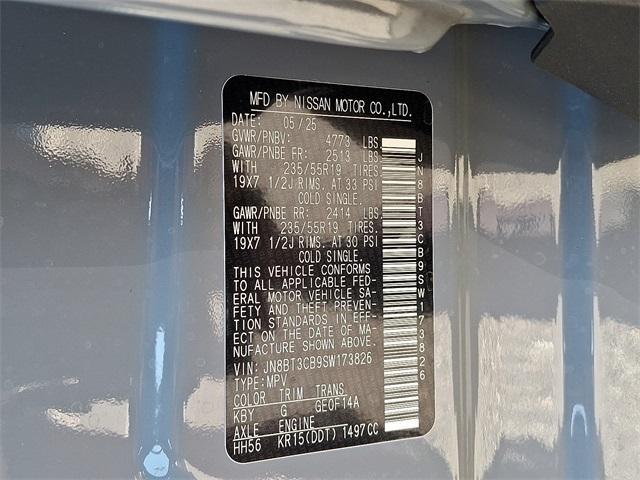 MFD BY NISSAN MOTOR CO.,LTD.
DATE: 05/25
GVWR/PNBV: 4773 LBS
GAWR/PNBE FR: 2513 LBS
WITH 235/55R19 TIRES.
19X7 1/2J RIMS. AT 33 PSI
COLD SINGLE.
GAWR/PNBE RR: 2414 LBS
WITH 235/55R19 TIRES.
19X7 1/2J RIMS. AT 30 PSI
COLD SINGLE.
THIS VEHICLE CONFORMS
TO ALL APPLICABLE FED-
ERAL MOTOR VEHICLE SA-
FETY AND THEFT PREVEN-
TION STANDARDS IN EFF-
ECT ON THE DATE OF MA-
NUFACTURE SHOWN ABOVE.
VIN: JN8BT3CB9SW173826
TYPE:MPV
COLOR TRIM TRANS
KBY G GE0F14A
AXLE ENGINE
HH56 KR15(DDT) 1497CC
JN8BT3CB9SW173826